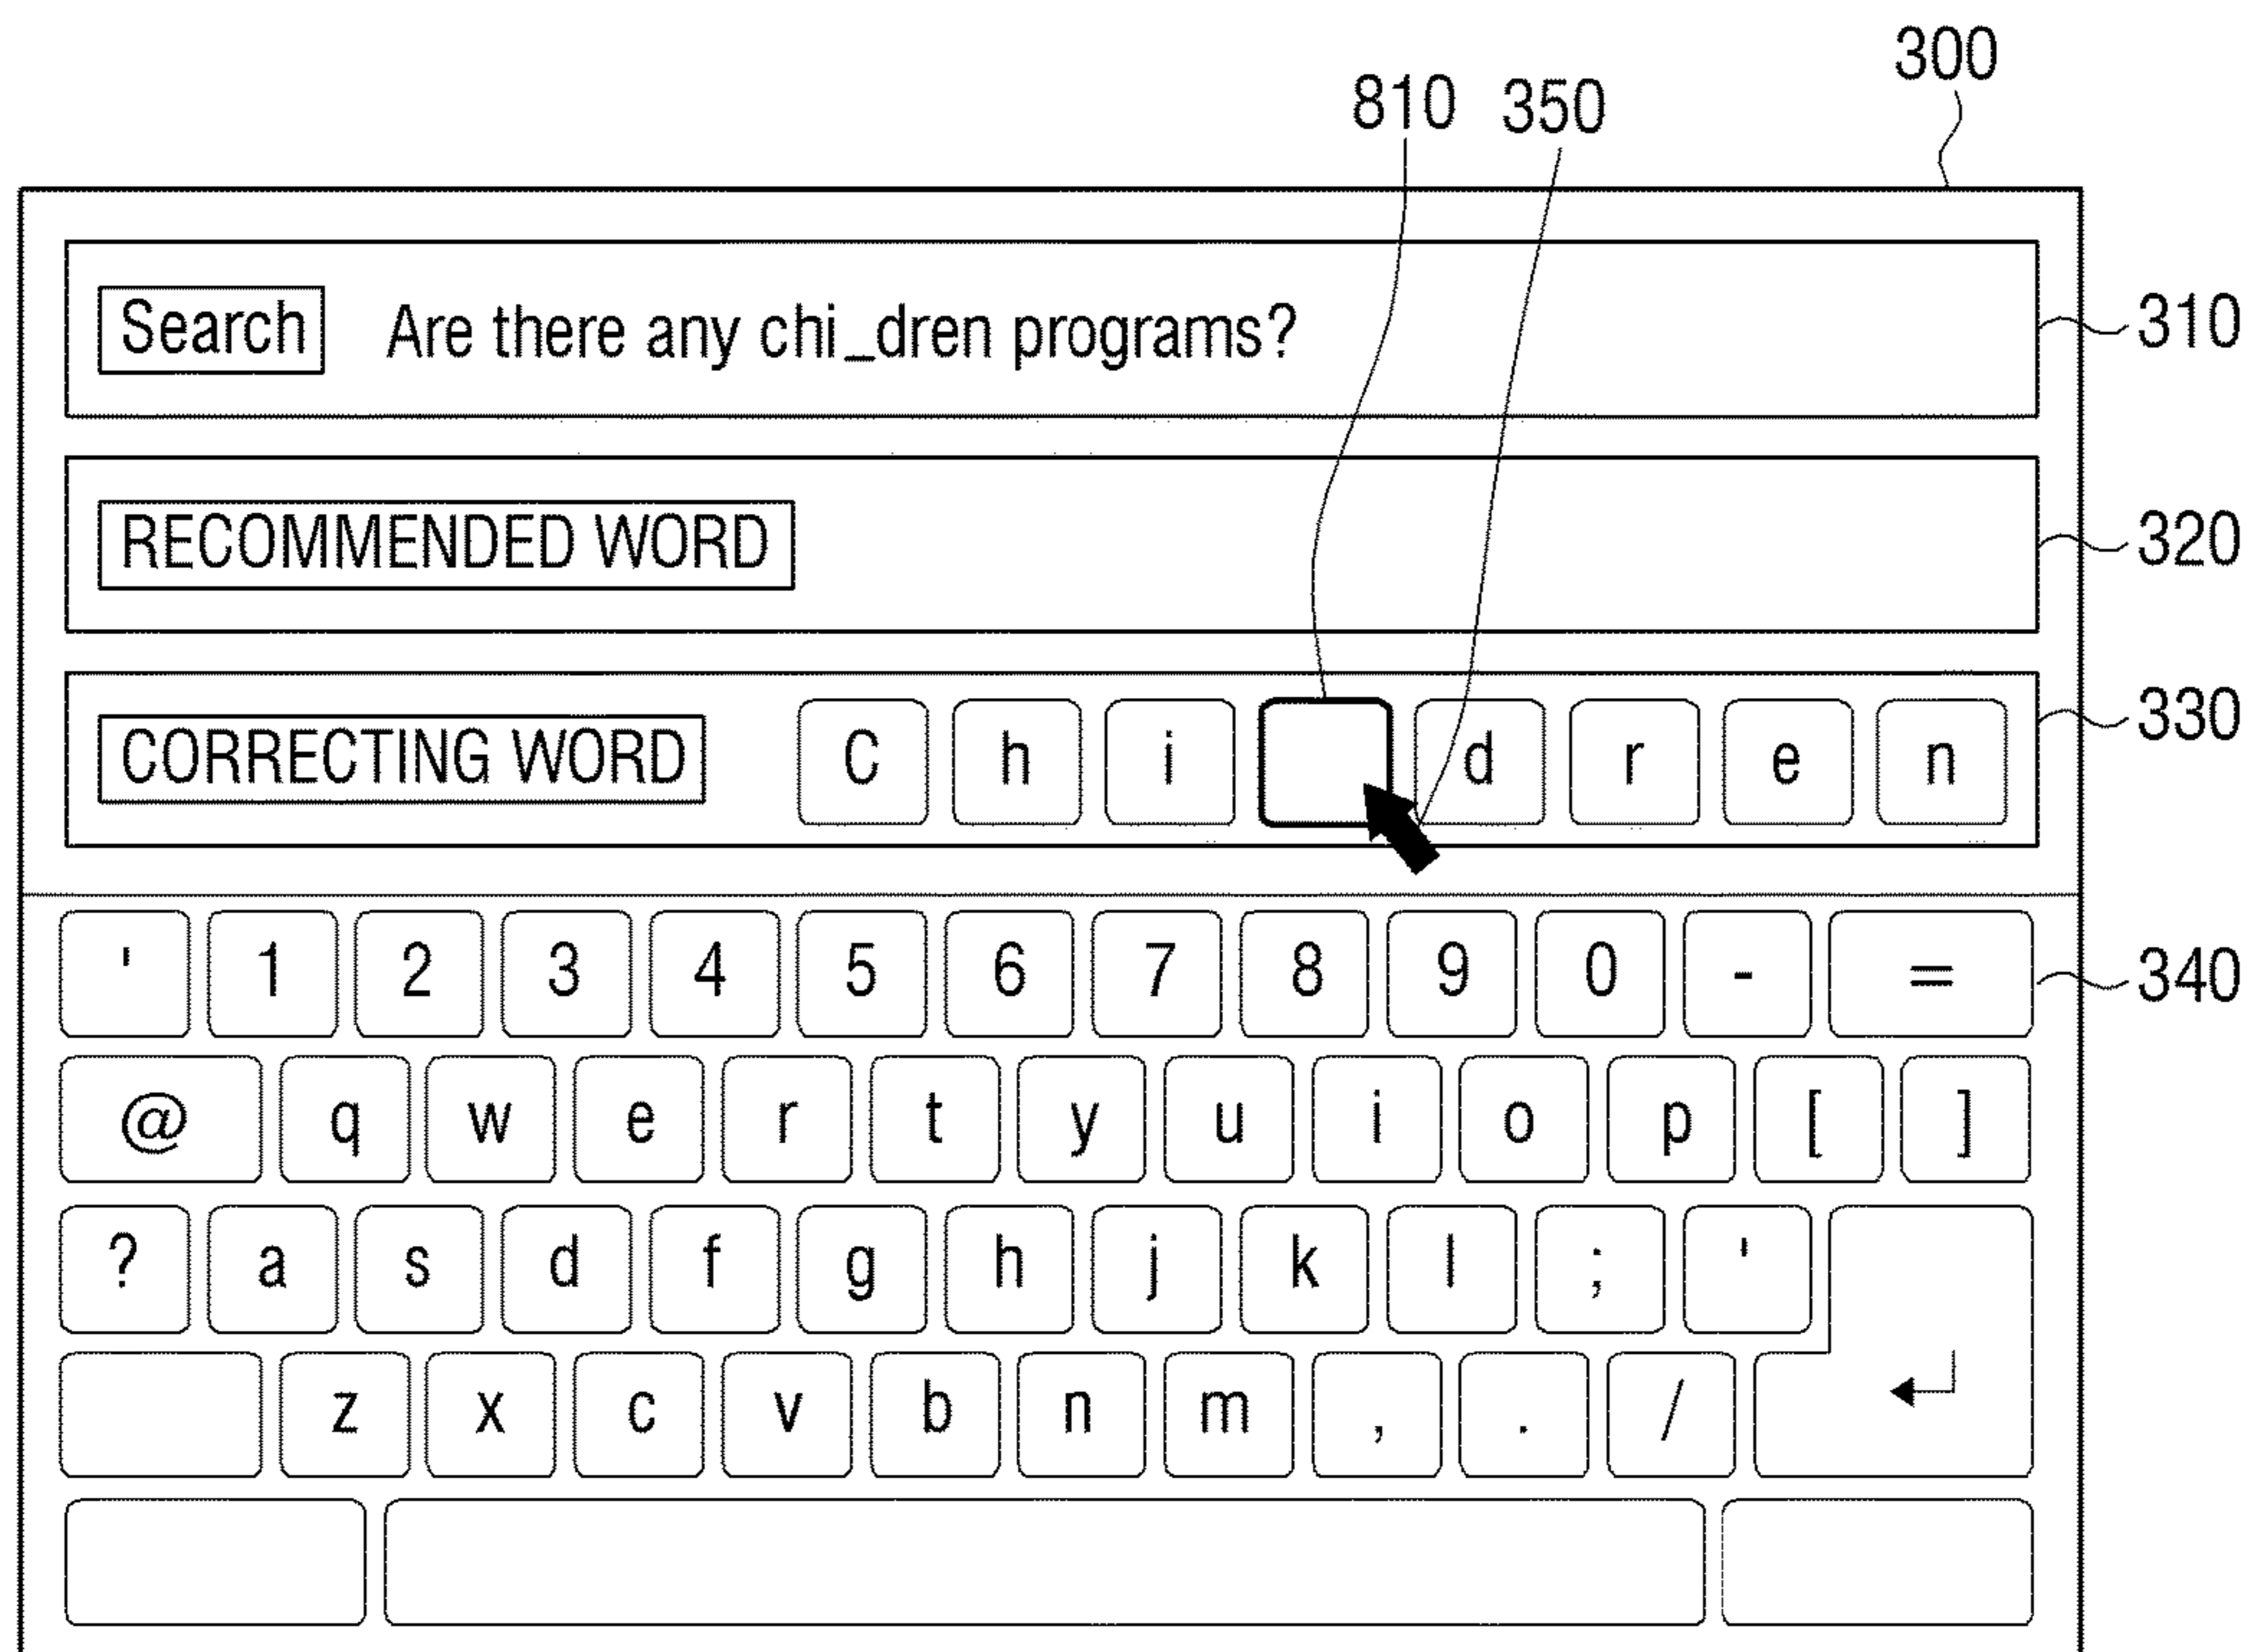 300
810 350
Search Are there any chi_dren programs? 310
RECOMMENDED WORD 320
CORRECTING WORD C h i d r e n 330
' 1 2 3 4 5 6 7 8 9 0 - = 340
@ q w e r t y u i o p [ ]
? a s d f g h j k l ; '
z x c v b n m , . /